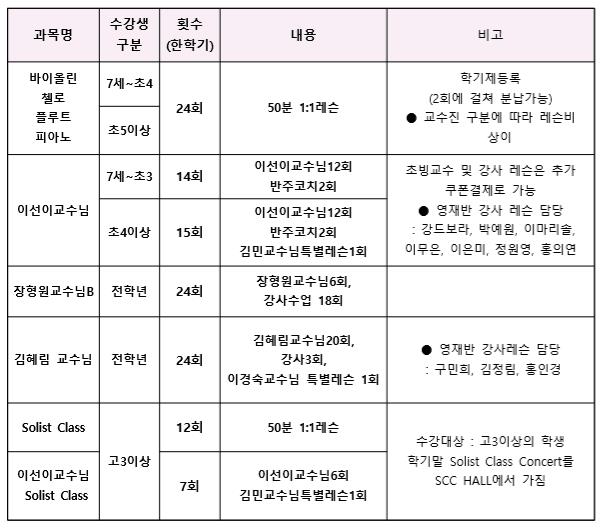 과목명
수강생
구분
횟수
(한학기)
내용
비고
바이올린
첼로
플루트
피아노
7세~초4
초5이상
24회
50분 1:1레슨
학기제등록
(2회에 걸쳐 분납가능)
● 교수진 구분에 따라 레슨비
상이
이선이교수님
7세~초3
14회
이선이교수님12회
반주코치2회
초4이상
15회
이선이교수님12회
반주코치2회
김민교수님특별레슨1회
초빙교수 및 강사 레슨은 추가
쿠폰결제로 가능
● 영재반 강사 레슨 담당
: 강드보라, 박예원, 이마리솔,
이무은, 이은미, 정원영, 홍의연
장형원교수님B
전학년
24회
장형원교수님6회,
강사수업 18회
김혜림 교수님
전학년
24회
김혜림교수님20회,
강사3회,
이경숙교수님 특별레슨 1회
● 영재반 강사레슨 담당
: 구민희, 김정림, 홍인경
Solist Class
고3이상
12회
50분 1:1레슨
이선이교수님
Solist Class
7회
이선이교수님6회
김민교수님특별레슨1회
수강대상 : 고3이상의 학생
학기말 Solist Class Concert를
SCC HALL에서 가짐